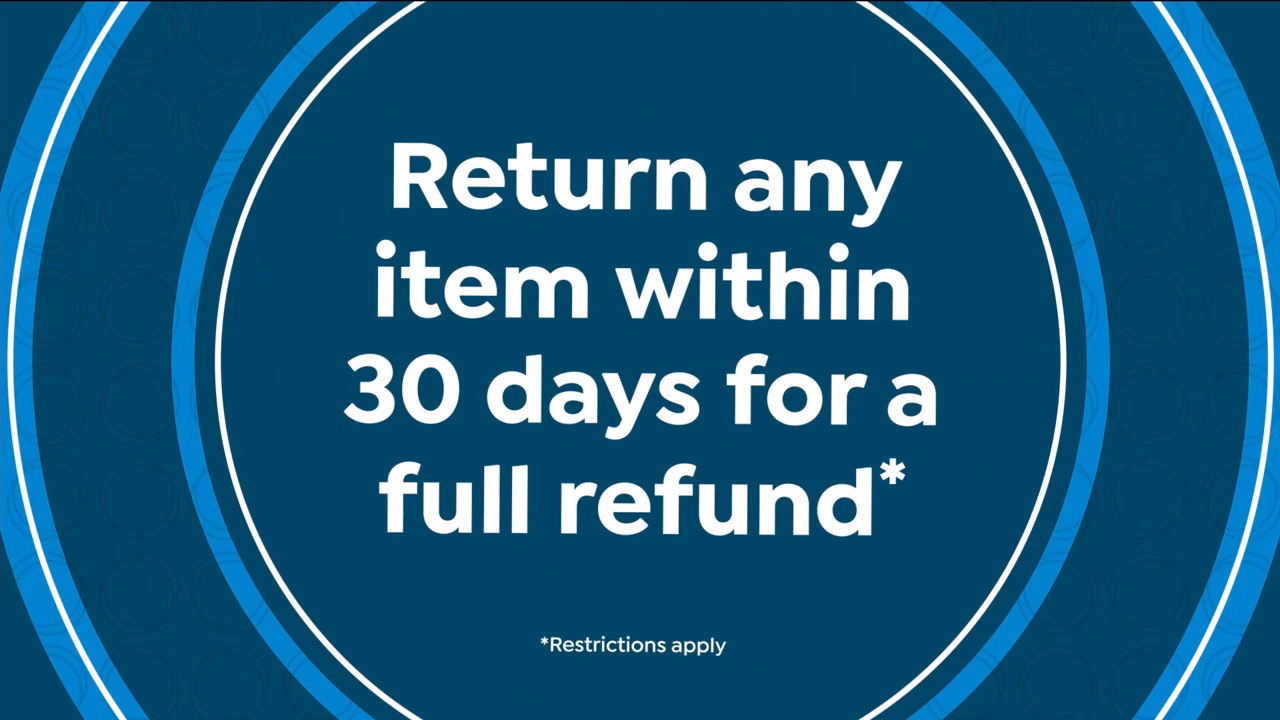 Return any
item within
30 days for a
full refund*
*Restrictions apply